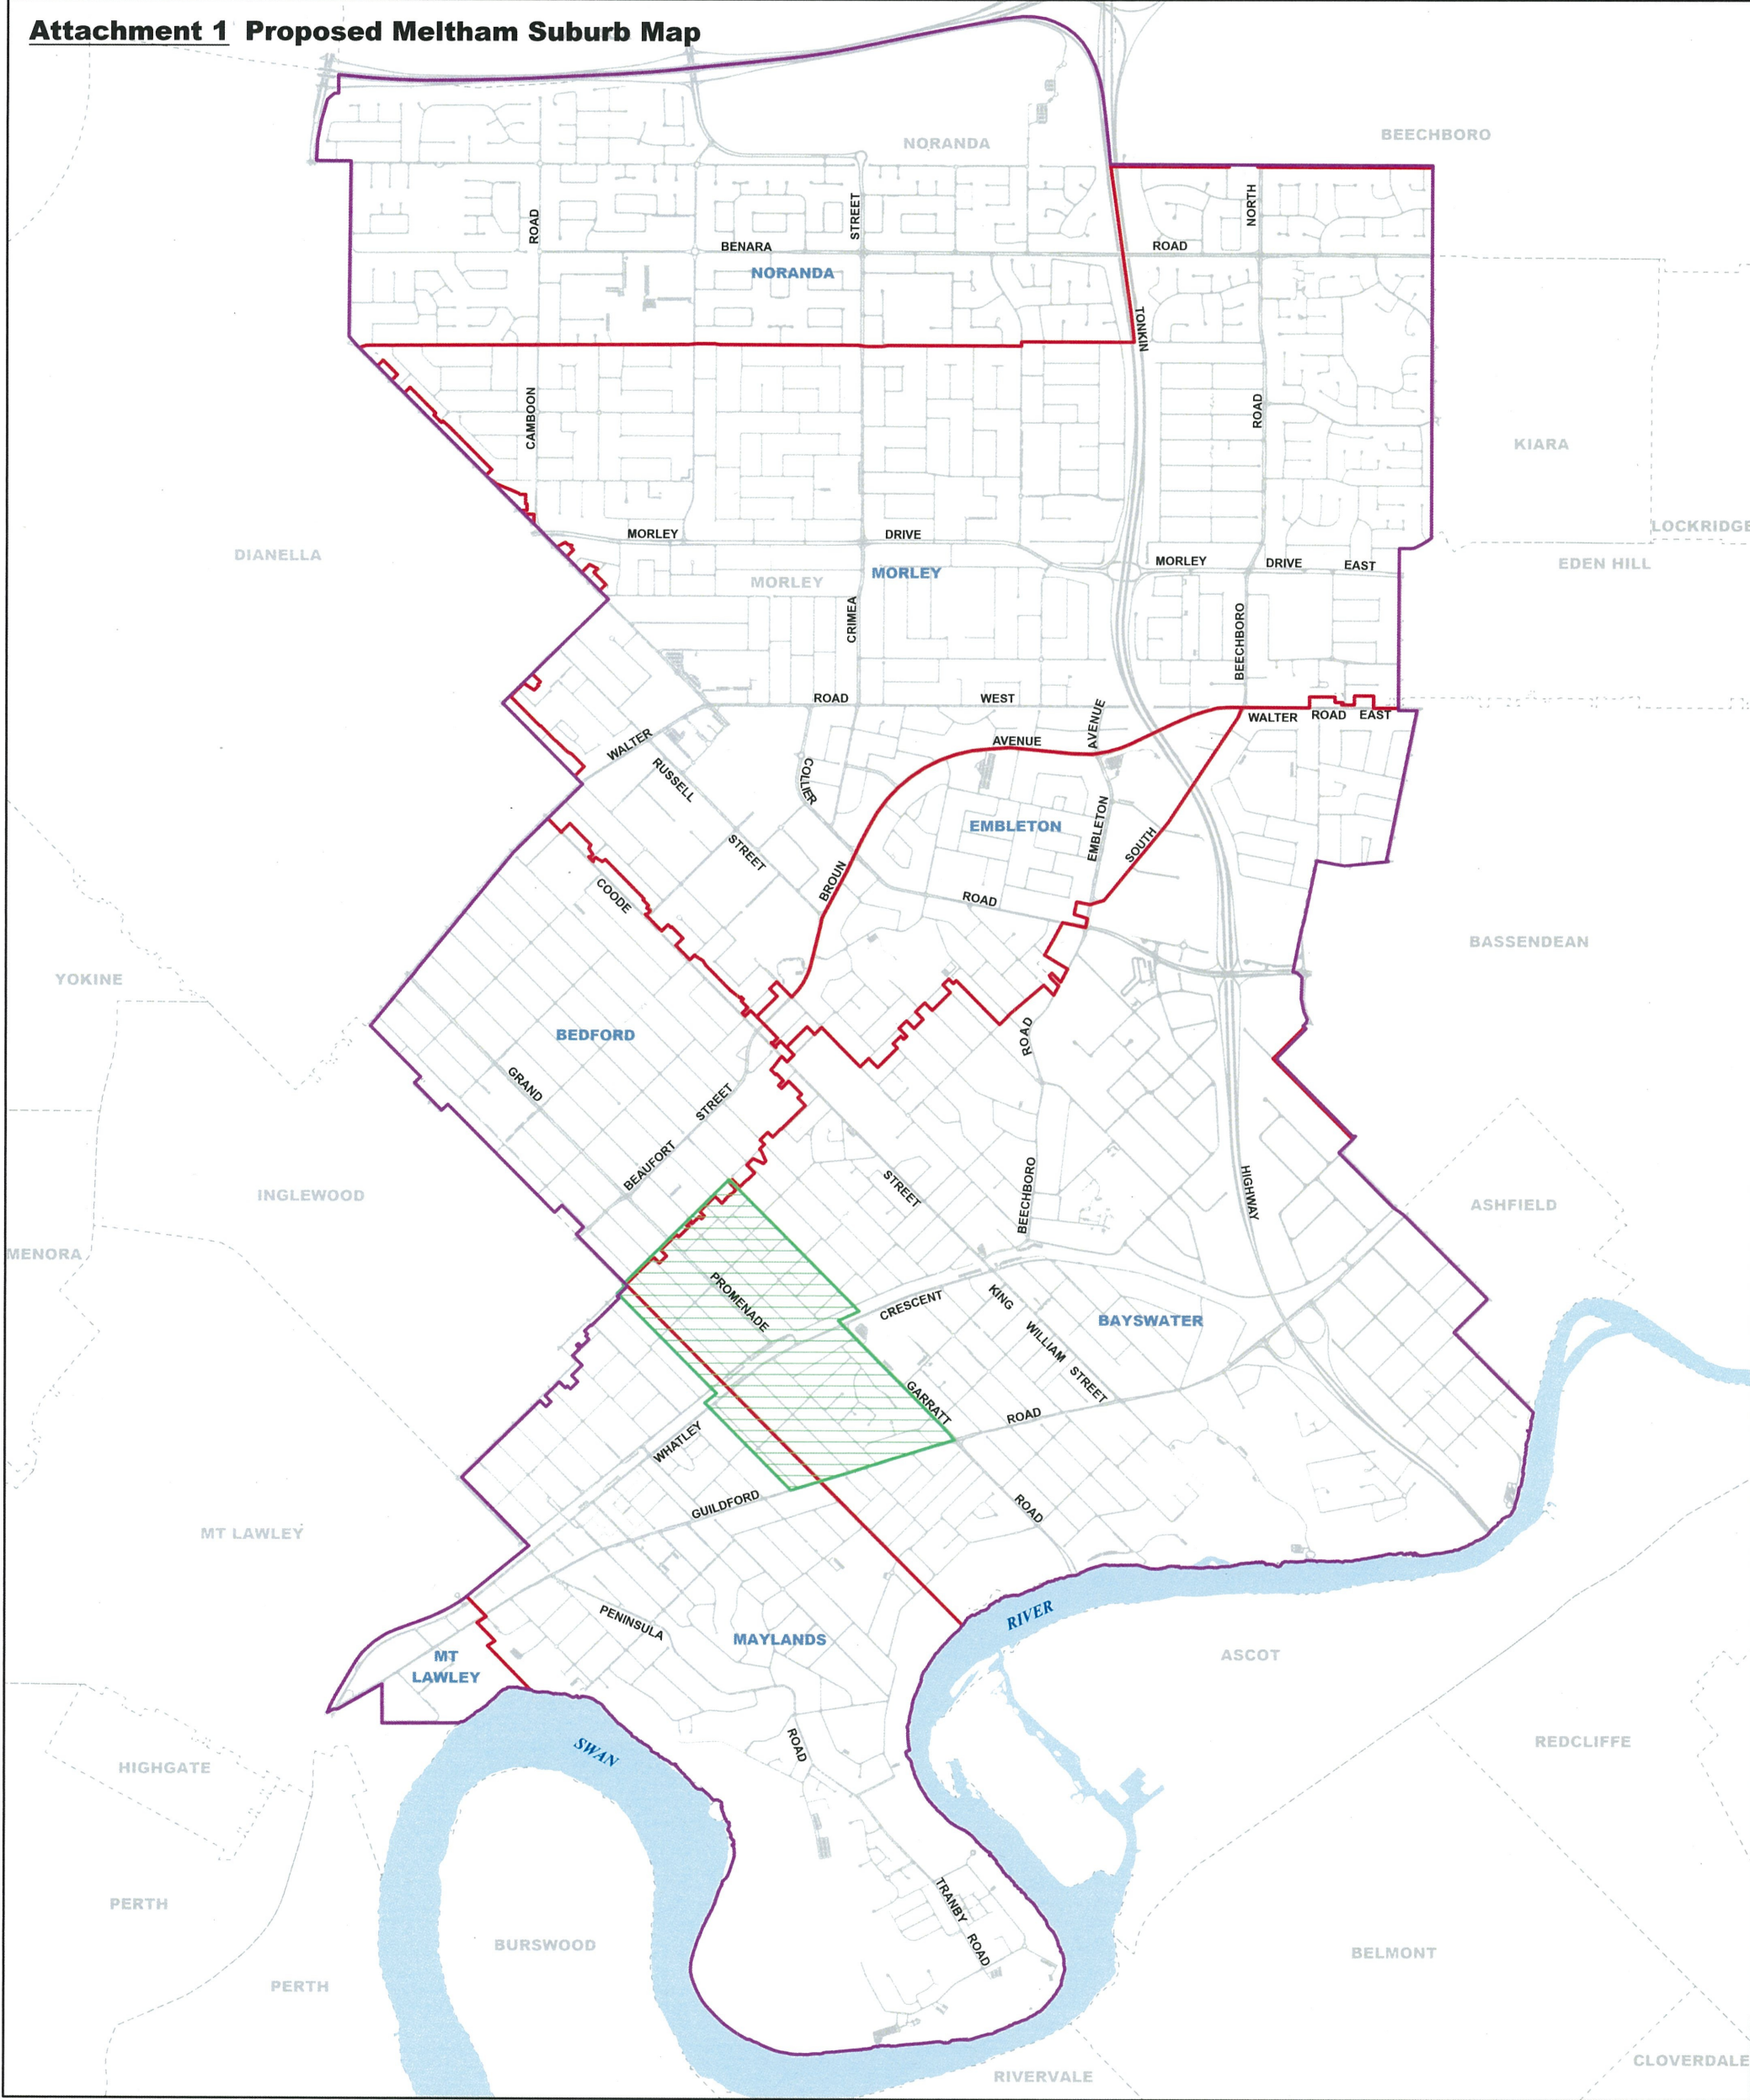 Attachment 1 Proposed Meltham Suburb Map
BEECHBORO
NORANDA
NORTH
STREET
ROAD
BENARA
ROAD
NORANDA
TONKIN
CAMBOON
ROAD
KIARA
LOCKRIDGE
MORLEY
DRIVE
DIANELLA
MORLEY
DRIVE
EAST
EDEN HILL
MORLEY
MORLEY
CRIMEA
BEECHBORO
ROAD
WEST
AVENUE
WALTER
ROAD
EAST
WALTER
AVENUE
RUSSELL
COLLIER
EMBLETON
EMBLETON
SOUTH
STREET
BROUN
COODE
ROAD
BASSENDEAN
YOKINE
BEDFORD
ROAD
GRAND
STREET
BEAUFORT
STREET
BEECHBORO
HIGHWAY
INGLEWOOD
ASHFIELD
MENORA
PROMENADE
CRESCENT
KING
WILLIAM
STREET
BAYSWATER
GARRATT
ROAD
WHATLEY
GUILDFORD
ROAD
MT LAWLEY
PENINSULA
RIVER
MAYLANDS
MT
LAWLEY
ASCOT
SWAN
ROAD
REDCLIFFE
HIGHGATE
TRANBY
ROAD
PERTH
BURSWOOD
BELMONT
PERTH
CLOVERDALE
RIVERVALE